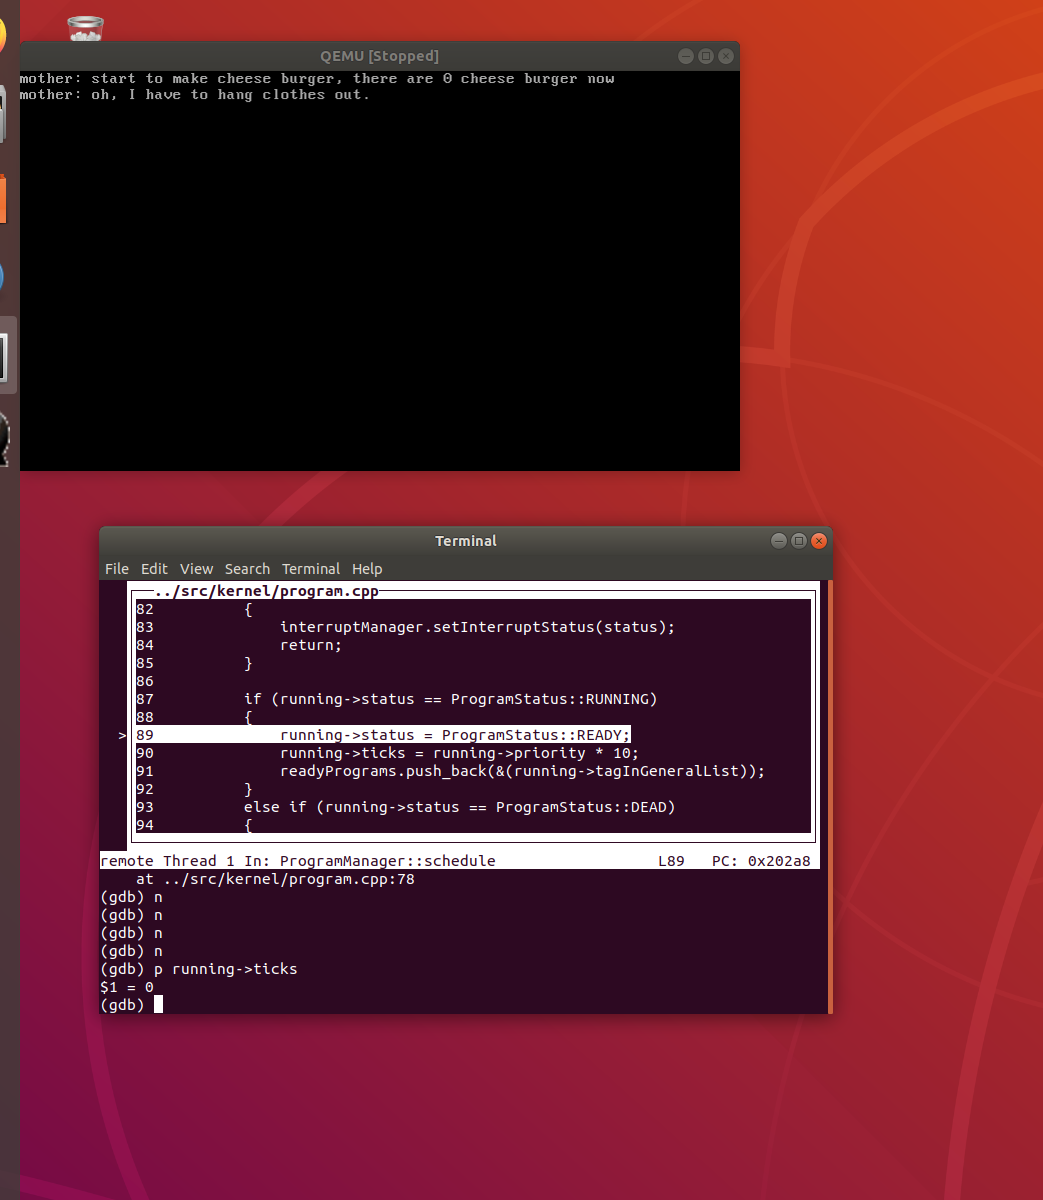 QEMU [Stopped]
mother: start to make cheese burger, there are 0 cheese burger now
mother: oh, I have to hang clothes out.
Terminal
File Edit View Search Terminal Help
../src/kernel/program.cpp
82 {
83 interruptManager.setInterruptStatus(status);
84 return;
85 }
86
87 if (running->status == ProgramStatus::RUNNING)
88 {
>89 running->status = ProgramStatus::READY;
90 running->ticks = running->priority * 10;
91 readyPrograms.push_back(&(running->tagInGeneralList));
92 }
93 else if (running->status == ProgramStatus::DEAD)
94 {
remote Thread 1 In: ProgramManager::schedule L89 PC: 0x202a8
at ../src/kernel/program.cpp:78
(gdb) n
(gdb) n
(gdb) n
(gdb) n
(gdb) p running->ticks
$1 = 0
(gdb)